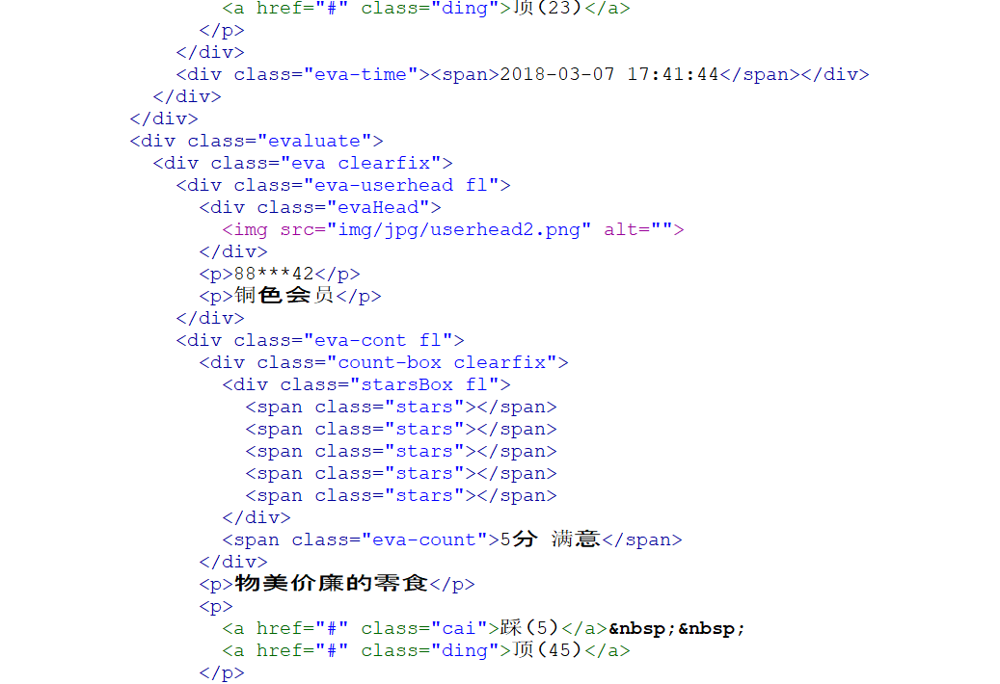 <a href="#" class="ding">顶(23)</a>
</p>
</div>
<div class="eva-time"><span>2018-03-07 17:41:44</span></div>
</div>
</div>
<div class="evaluate">
<div class="eva clearfix">
<div class="eva-userhead fl">
<div class="evaHead">
<img src="img/jpg/userhead2.png" alt="">
</div>
<p>88***42</p>
<p>铜色会员</p>
</div>
<div class="eva-cont fl">
<div class="count-box clearfix">
<div class="starsBox fl">
<span class="stars"></span>
<span class="stars"></span>
<span class="stars"></span>
<span class="stars"></span>
<span class="stars"></span>
</div>
<span class="eva-count">5分 满意</span>
</div>
<p>物美价廉的零食</p>
<p>
<a href="#" class="cai">踩(5)</a>&nbsp;&nbsp;
<a href="#" class="ding">顶(45)</a>
</p>